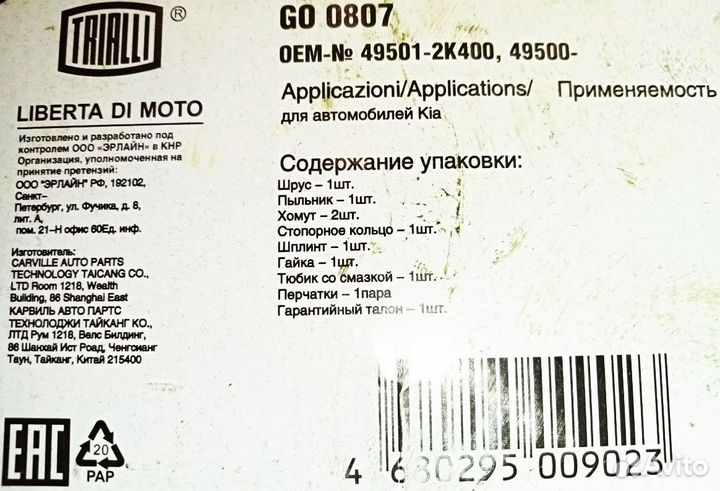 TRIALLI ®
LIBERTA DI MOTO
Изготовлено и разработано под
контролем ООО «ЭРЛАЙН» в КНР
Организация, уполномоченная на
принятие претензий:
ООО "ЭРЛАЙН" РФ, 192102,
Санкт–
Петербург, ул. Фучика, д. 8,
лит. А,
пом. 21–Н офис 60Ед. инф.
Изготовитель:
CARVILLE AUTO PARTS
TECHNOLOGY TAICANG CO.,
LTD Room 1218, Wealth
Building, 86 Shanghai East
КАРВИЛЬ АВТО ПАРТС
ТЕХНОЛОДЖИ ТАЙКАНГ КО.,
ЛТД Рум 1218, Велс Билдинг,
86 Шанхай Ист Роад, Ченгсианг
Таун, Тайканг, Китай 215400
EAC
20
PAP
GO 0807
OEM-№ 49501-2K400, 49500-
Applicazioni/Applications/ Применяемость
для автомобилей Kia
Содержание упаковки:
Шрус – 1шт.
Пыльник – 1шт.
Хомут – 2шт.
Стопорное кольцо – 1шт.
Шплинт – 1шт.
Гайка – 1шт.
Тюбик со смазкой – 1шт.
Перчатки – 1пара
Гарантийный талон – 1шт.
4 680295 009023
Avito